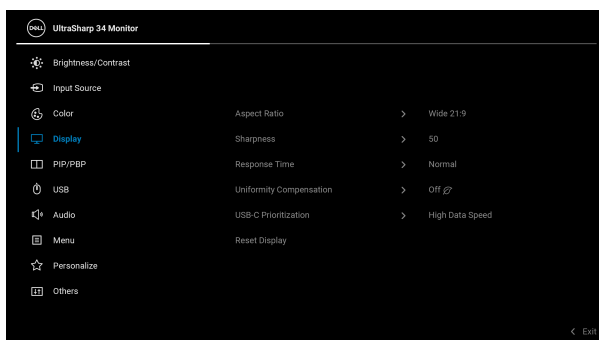 DELL UltraSharp 34 Monitor
Brightness/Contrast
Input Source
Color Aspect Ratio > Wide 21:9
Display Sharpness > 50
PIP/PBP Response Time > Normal
USB Uniformity Compensation > Off
Audio USB-C Prioritization > High Data Speed
Menu Reset Display
Personalize
Others
< Exit